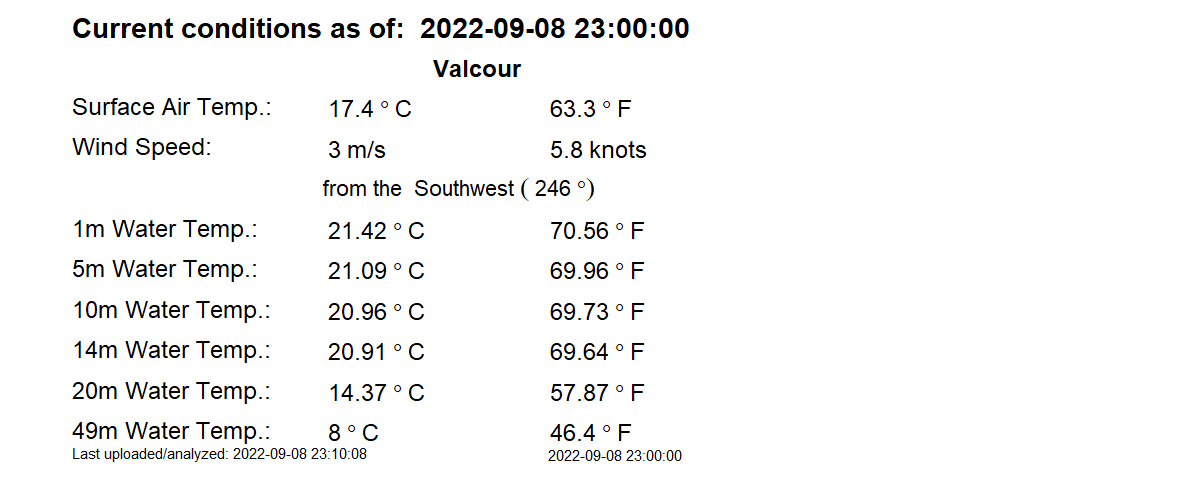 Current conditions as of: 2022-09-08 23:00:00
Valcour
Surface Air Temp.: 17.4 ° C 63.3 ° F
Wind Speed: 3 m/s 5.8 knots
from the Southwest ( 246 °)
1m Water Temp.: 21.42 ° C 70.56 ° F
5m Water Temp.: 21.09 ° C 69.96 ° F
10m Water Temp.: 20.96 ° C 69.73 ° F
14m Water Temp.: 20.91 ° C 69.64 ° F
20m Water Temp.: 14.37 ° C 57.87 ° F
49m Water Temp.: 8 ° C 46.4 ° F
Last uploaded/analyzed: 2022-09-08 23:10:08 2022-09-08 23:00:00